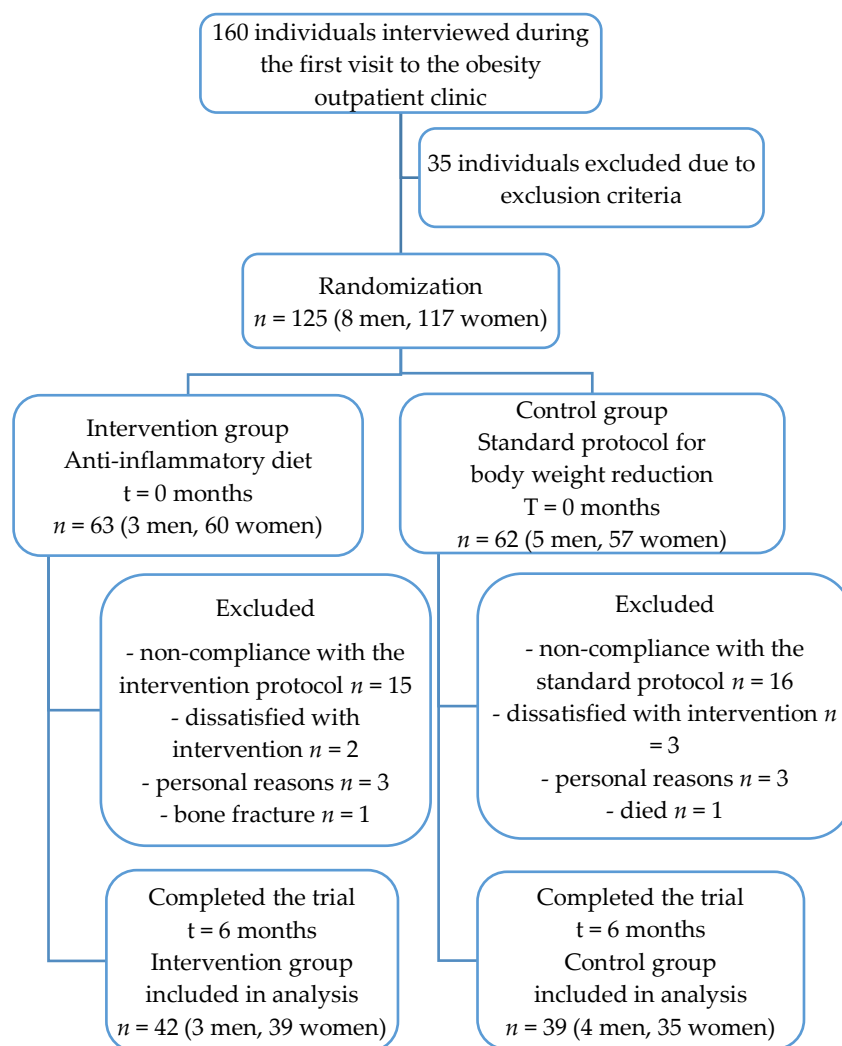 160 individuals interviewed during
the first visit to the obesity
outpatient clinic
35 individuals excluded due to
exclusion criteria
Randomization
n = 125 (8 men, 117 women)
Intervention group
Anti-inflammatory diet
t = 0 months
n = 63 (3 men, 60 women)
Control group
Standard protocol for
body weight reduction
T = 0 months
n = 62 (5 men, 57 women)
Excluded
- non-compliance with the
intervention protocol n = 15
- dissatisfied with
intervention n = 2
- personal reasons n = 3
- bone fracture n = 1
Excluded
- non-compliance with the
standard protocol n = 16
- dissatisfied with intervention n
= 3
- personal reasons n = 3
- died n = 1
Completed the trial
t = 6 months
Intervention group
included in analysis
n = 42 (3 men, 39 women)
Completed the trial
t = 6 months
Control group
included in analysis
n = 39 (4 men, 35 women)